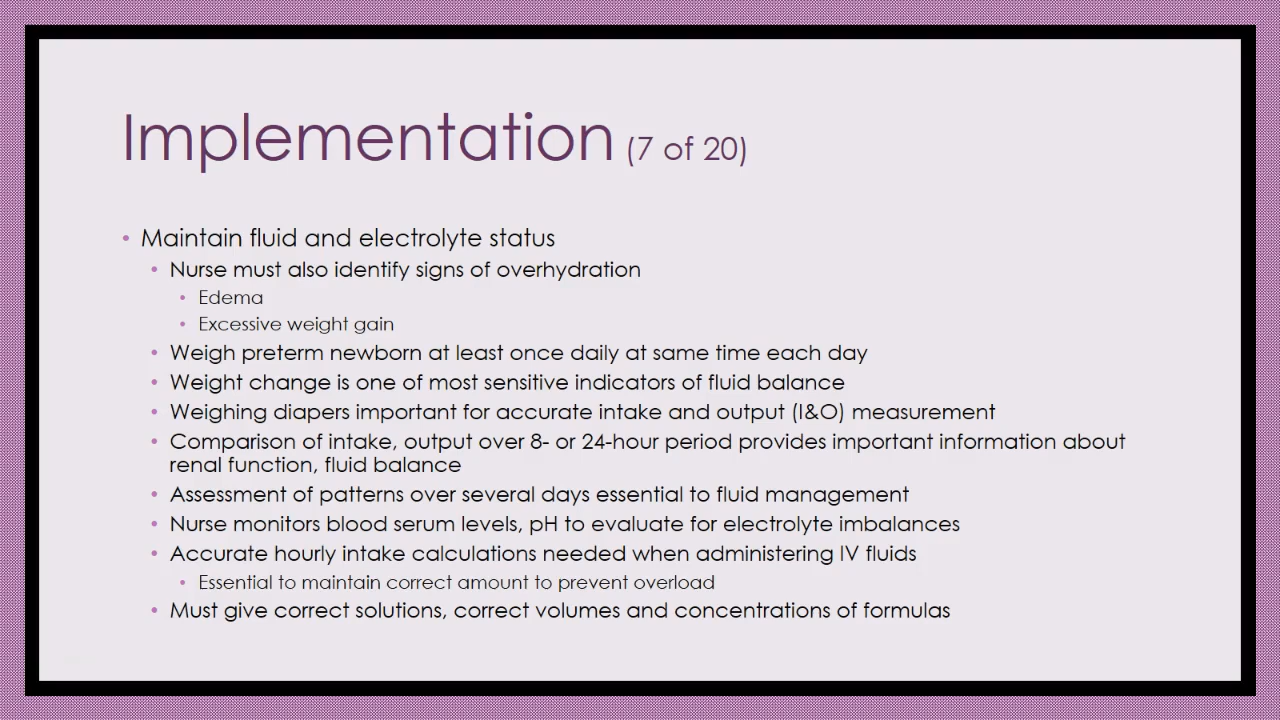 Implementation (7 of 20)
• Maintain fluid and electrolyte status
• Nurse must also identify signs of overhydration
• Edema
• Excessive weight gain
• Weigh preterm newborn at least once daily at same time each day
• Weight change is one of most sensitive indicators of fluid balance
• Weighing diapers important for accurate intake and output (I&O) measurement
• Comparison of intake, output over 8- or 24-hour period provides important information about
renal function, fluid balance
• Assessment of patterns over several days essential to fluid management
• Nurse monitors blood serum levels, pH to evaluate for electrolyte imbalances
• Accurate hourly intake calculations needed when administering IV fluids
• Essential to maintain correct amount to prevent overload
• Must give correct solutions, correct volumes and concentrations of formulas